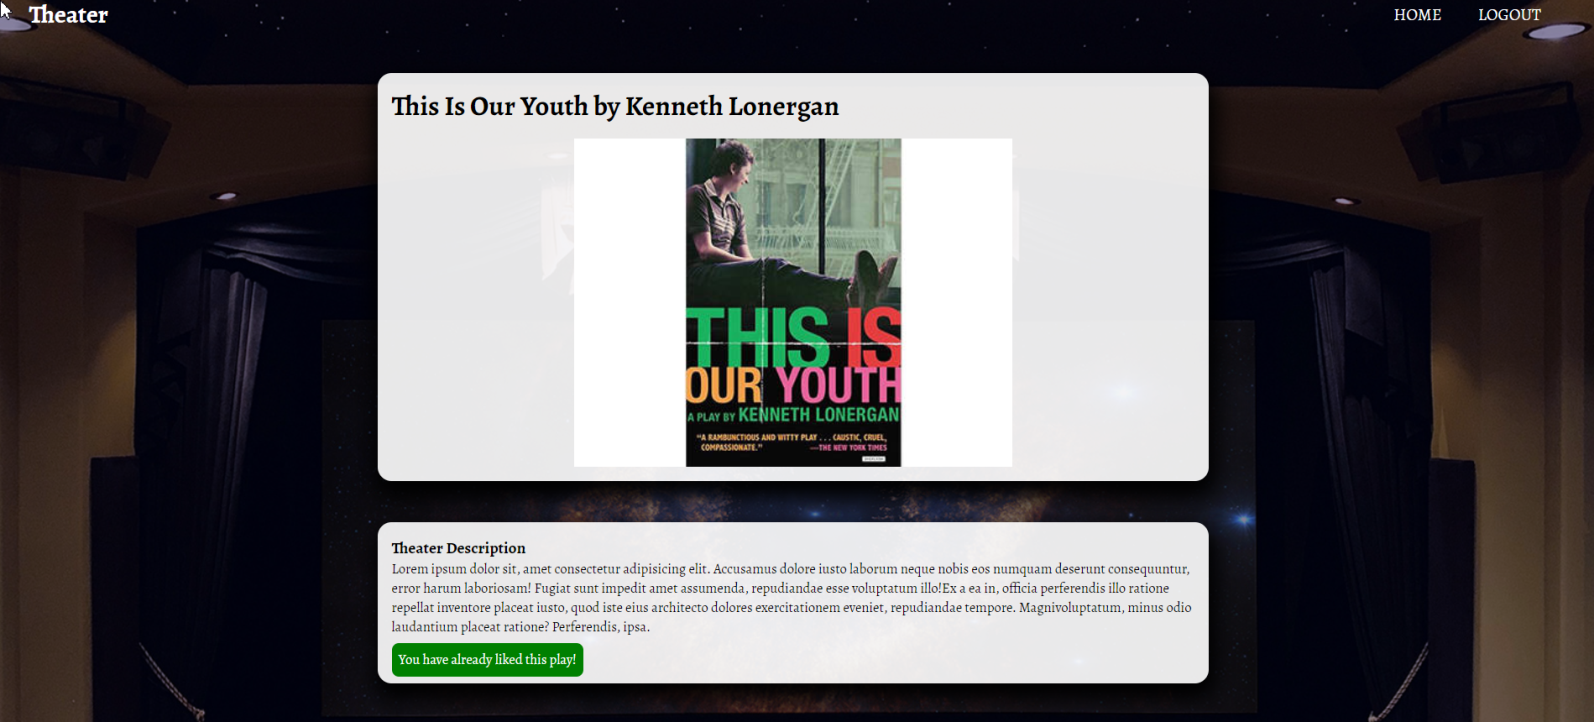 Theater
HOME
LOGOUT
This Is Our Youth by Kenneth Lonergan
THIS IS
OUR YOUTH
A PLAY BY KENNETH LONERGAN
"A RAMBUNCTIOUS AND WITTY PLAY . . . CAUSTIC, CRUEL,
COMPASSIONATE." —THE NEW YORK TIMES
Theater Description
Lorem ipsum dolor sit, amet consectetur adipisicing elit. Accusamus dolore iusto laborum neque nobis eos numquam deserunt consequuntur,
error harum laboriosam! Fugiat sunt impedit amet assumenda, repudiandae esse voluptatum illo!Ex a ea in, officia perferendis illo ratione
repellat inventore placeat iusto, quod iste eius architecto dolores exercitationem eveniet, repudiandae tempore. Magnivoluptatum, minus odio
laudantium placeat ratione? Perferendis, ipsa.
You have already liked this play!